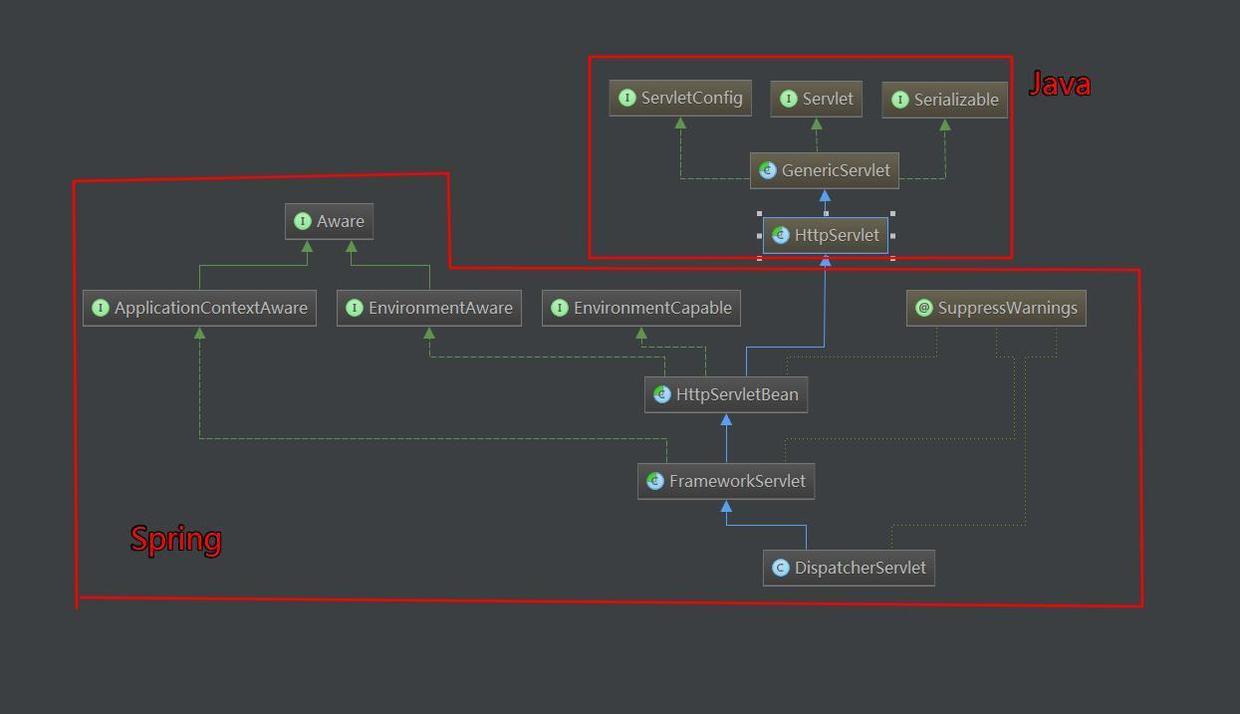 Java
ServletConfig
Servlet
Serializable
GenericServlet
HttpServlet
Aware
ApplicationContextAware
EnvironmentAware
EnvironmentCapable
SuppressWarnings
HttpServletBean
FrameworkServlet
Spring
DispatcherServlet